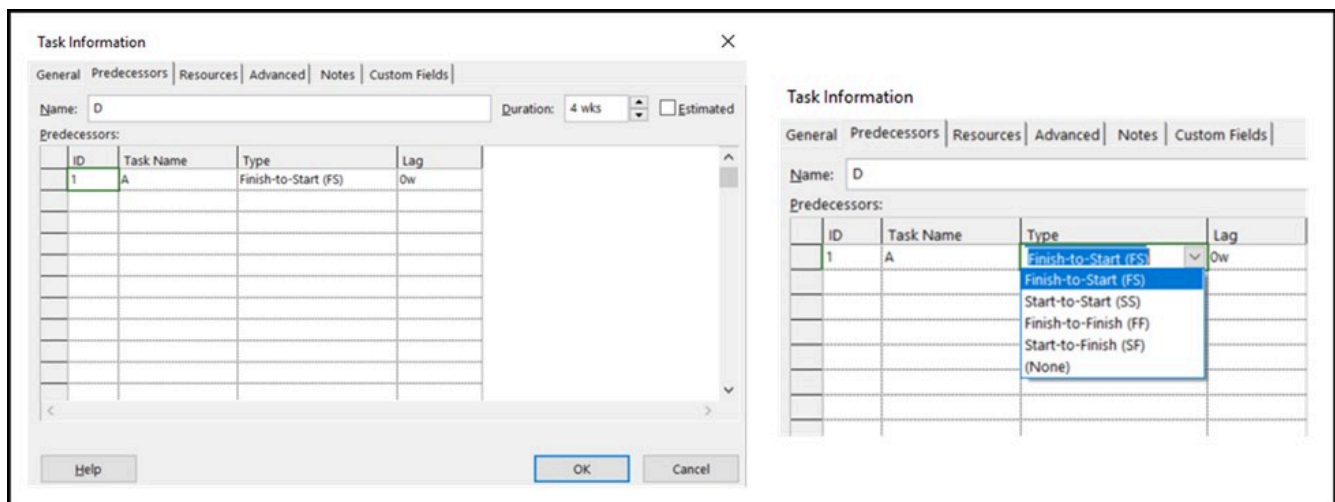 Task Information
General Predecessors Resources Advanced Notes Custom Fields
Name: D Duration: 4 wks Estimated
Predecessors:
ID Task Name Type Lag
1 A Finish-to-Start (FS) 0w
Help OK Cancel
Task Information
General Predecessors Resources Advanced Notes Custom Fields
Name: D
Predecessors:
ID Task Name Type Lag
1 A Finish-to-Start (FS) 0w
Finish-to-Start (FS)
Start-to-Start (SS)
Finish-to-Finish (FF)
Start-to-Finish (SF)
(None)